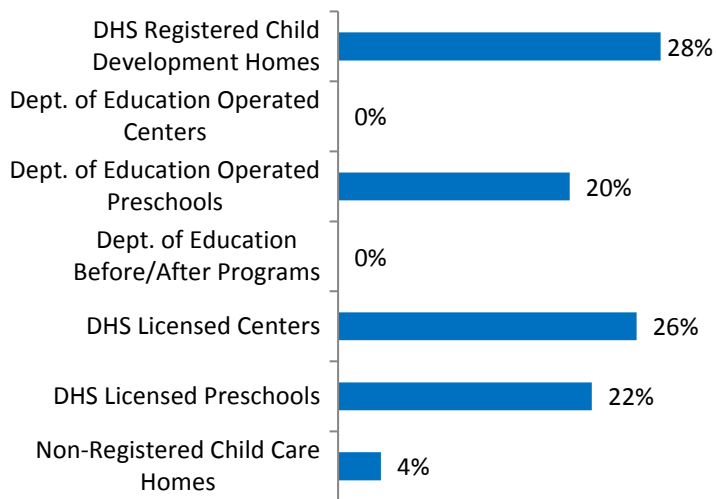 DHS Registered Child
Development Homes
28%
Dept. of Education Operated
Centers
0%
Dept. of Education Operated
Preschools
20%
Dept. of Education
Before/After Programs
0%
DHS Licensed Centers
26%
DHS Licensed Preschools
22%
Non-Registered Child Care
Homes
4%